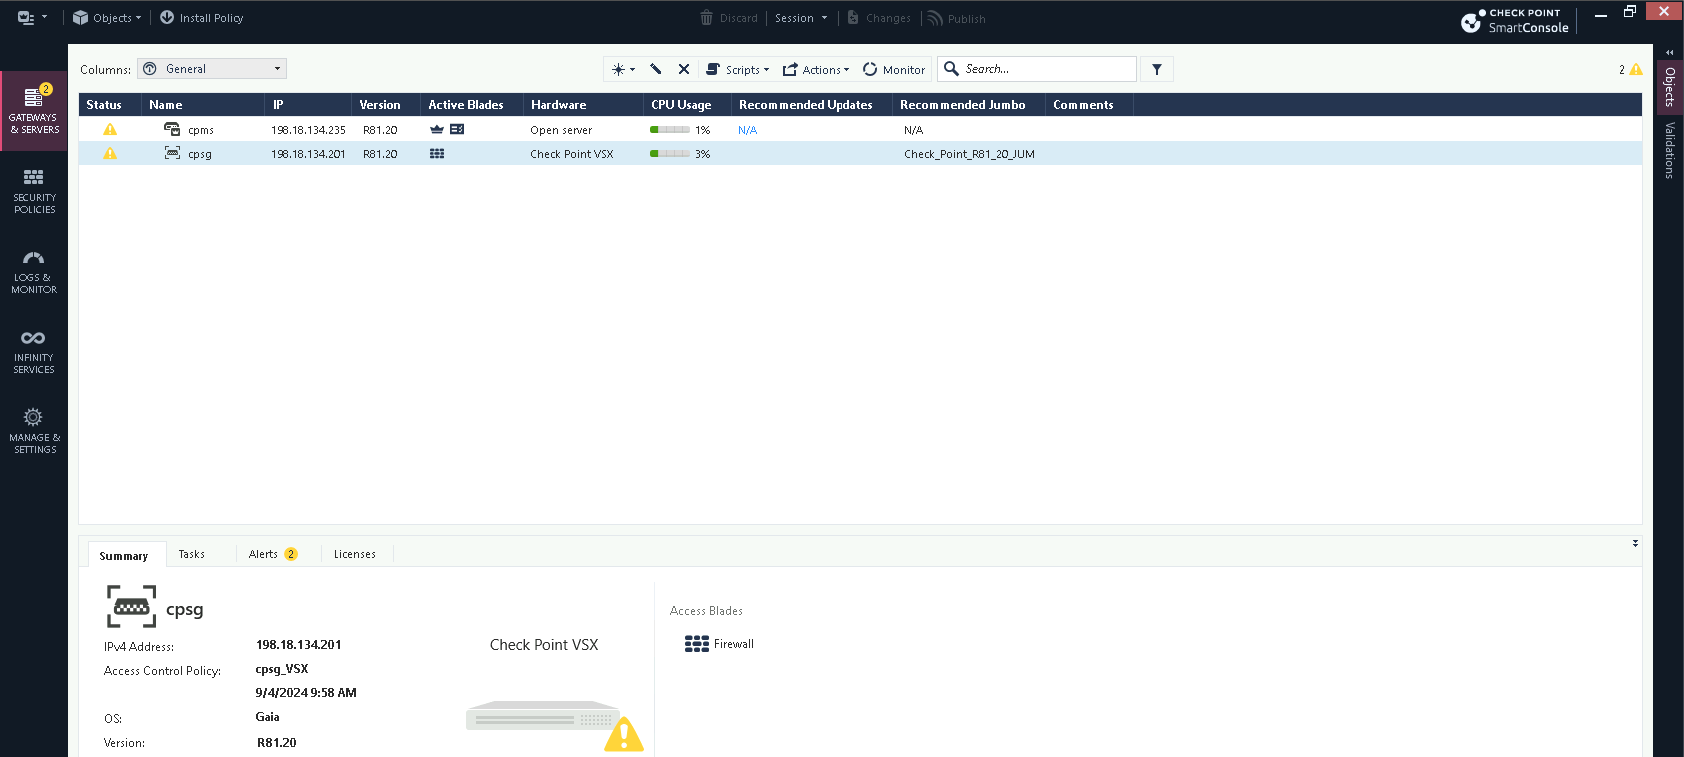 Objects
Install Policy
Discard
Session
Changes
Publish
CHECK POINT
SmartConsole
Columns:
General
Scripts
Actions
Monitor
Search...
2
2
GATEWAYS
& SERVERS
SECURITY
POLICIES
LOGS &
MONITOR
INFINITY
SERVICES
MANAGE &
SETTINGS
Status Name IP Version Active Blades Hardware CPU Usage Recommended Updates Recommended Jumbo Comments
cpms 198.18.134.235 R81.20 Open server 1% N/A N/A
cpsg 198.18.134.201 R81.20 Check Point VSX 3% Check_Point_R81_20_JUM
Objects
Validations
Summary Tasks Alerts 2 Licenses
cpsg
IPv4 Address: 198.18.134.201
Access Control Policy: cpsg_VSX
9/4/2024 9:58 AM
OS: Gaia
Version: R81.20
Check Point VSX
Access Blades
Firewall